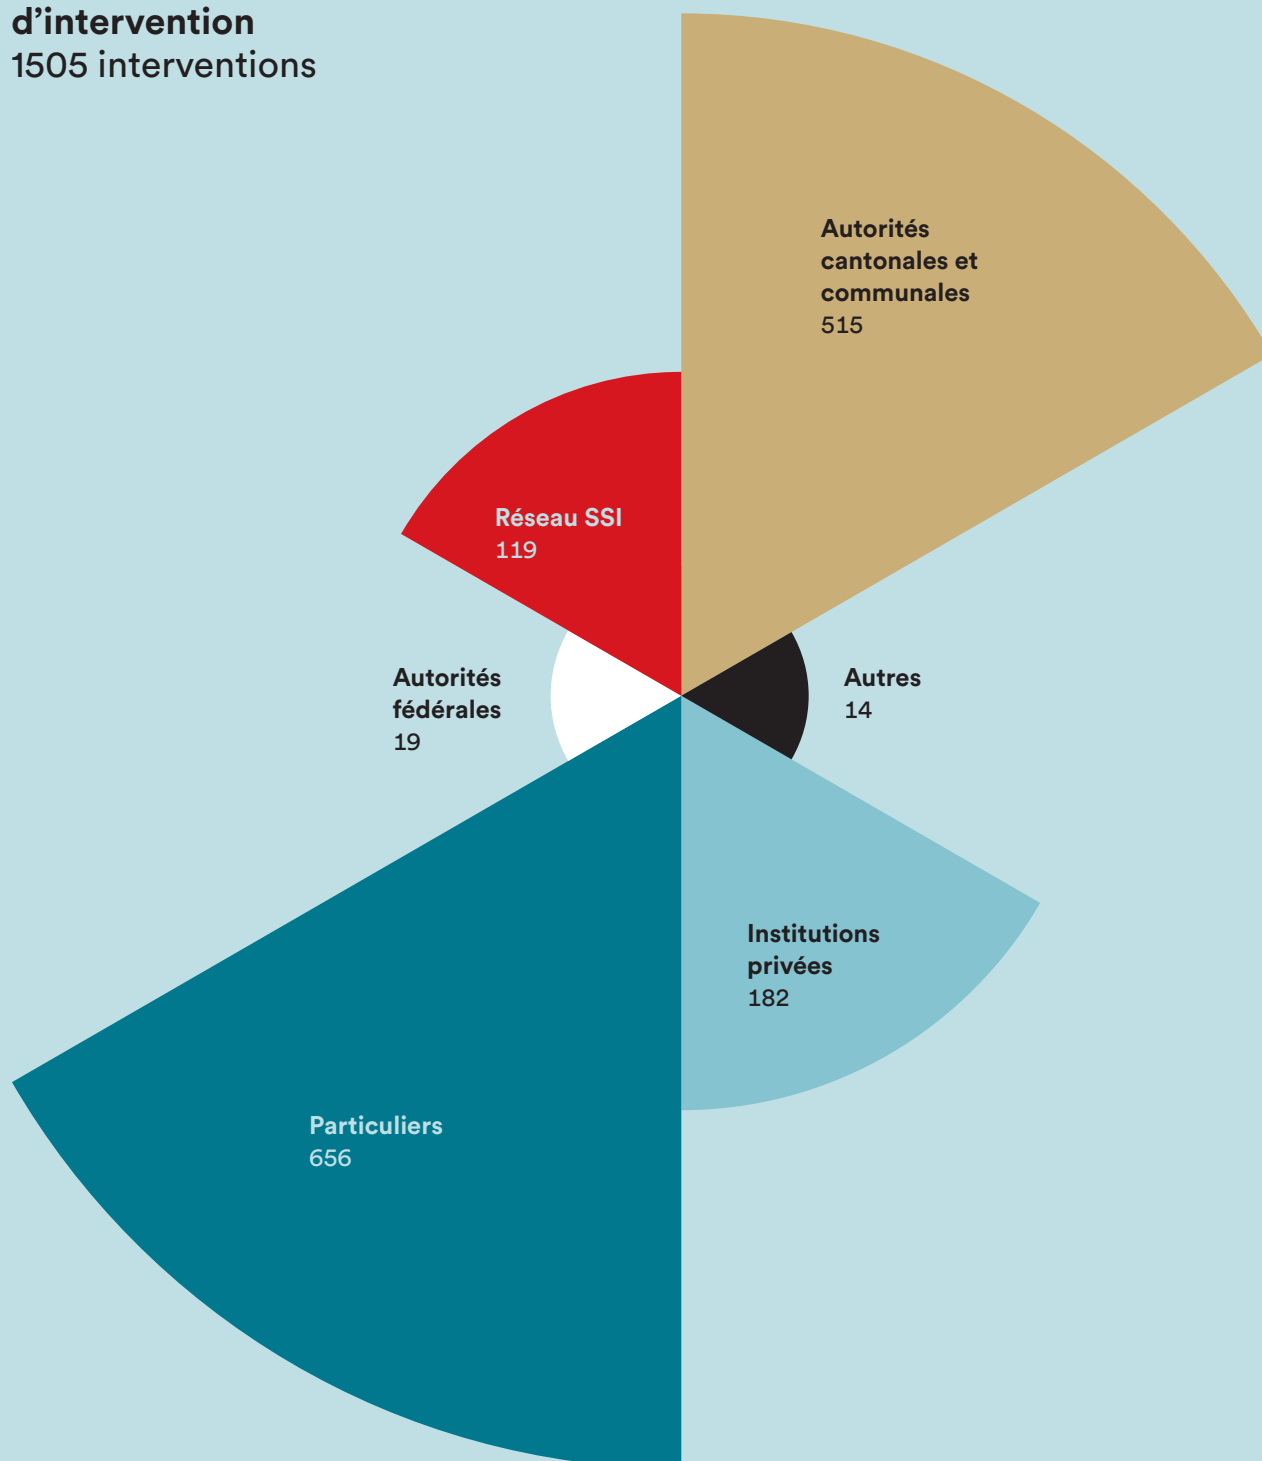 d’intervention
1505 interventions
Autorités
cantonales et
communales
515
Réseau SSI
119
Autorités
fédérales
19
Autres
14
Institutions
privées
182
Particuliers
656